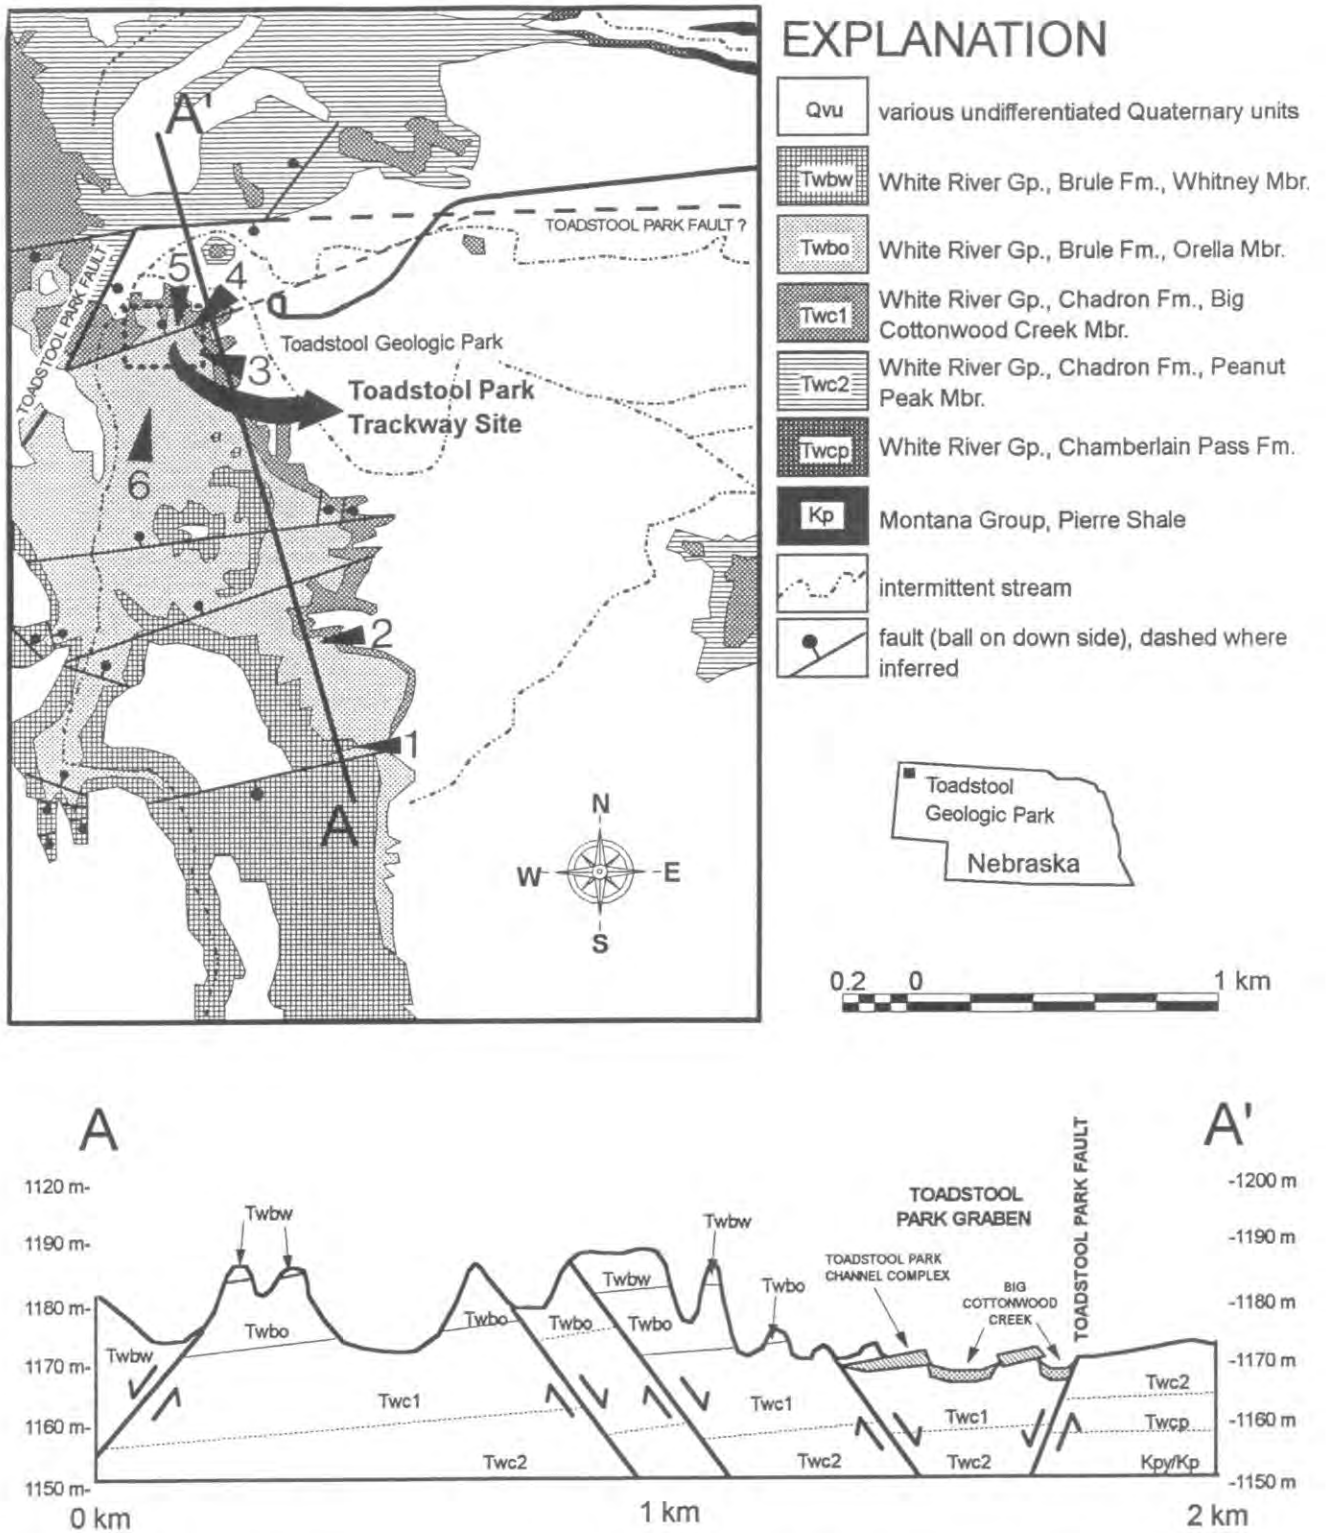 A'
TOADSTOOL PARK FAULT ?
TOADSTOOL PARK FAULT
5
4
3
Toadstool Geologic Park
Toadstool Park
Trackway Site
6
2
1
A
N
W
E
S
EXPLANATION
Qvu
various undifferentiated Quaternary units
Twbw
White River Gp., Brule Fm., Whitney Mbr.
Twbo
White River Gp., Brule Fm., Orella Mbr.
Twc1
White River Gp., Chadron Fm., Big
Cottonwood Creek Mbr.
Twc2
White River Gp., Chadron Fm., Peanut
Peak Mbr.
Twcp
White River Gp., Chamberlain Pass Fm.
Kp
Montana Group, Pierre Shale
intermittent stream
fault (ball on down side), dashed where
inferred
Toadstool
Geologic Park
Nebraska
0.2 0 1 km
A
A'
1120 m-
1190 m-
1180 m-
1170 m-
1160 m-
1150 m-
-1200 m
-1190 m
-1180 m
-1170 m
-1160 m
-1150 m
Twbw
Twbw
TOADSTOOL
PARK GRABEN
TOADSTOOL PARK FAULT
TOADSTOOL PARK
CHANNEL COMPLEX
BIG
COTTONWOOD
CREEK
Twbw
Twbo
Twbw
Twbo
Twbo
Twbo
Twbo
Twc1
Twc1
Twc1
Twc2
Twcp
Twc2
Twc2
Twc2
Kpy/Kp
0 km
1 km
2 km